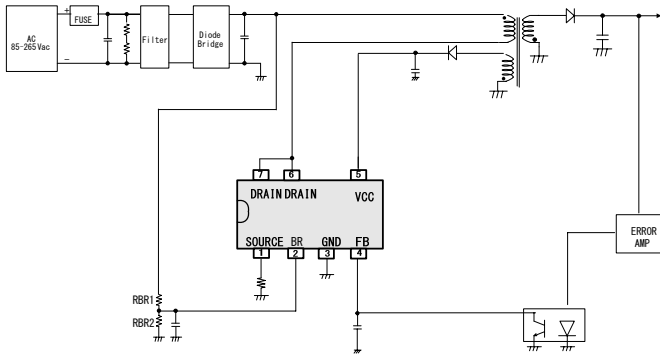 AC
85-265Vac
+
FUSE
−
Filter
Diode
Bridge
7
6
5
DRAIN DRAIN
VCC
SOURCE
BR
GND
FB
1
2
3
4
RBR1
RBR2
ERROR
AMP